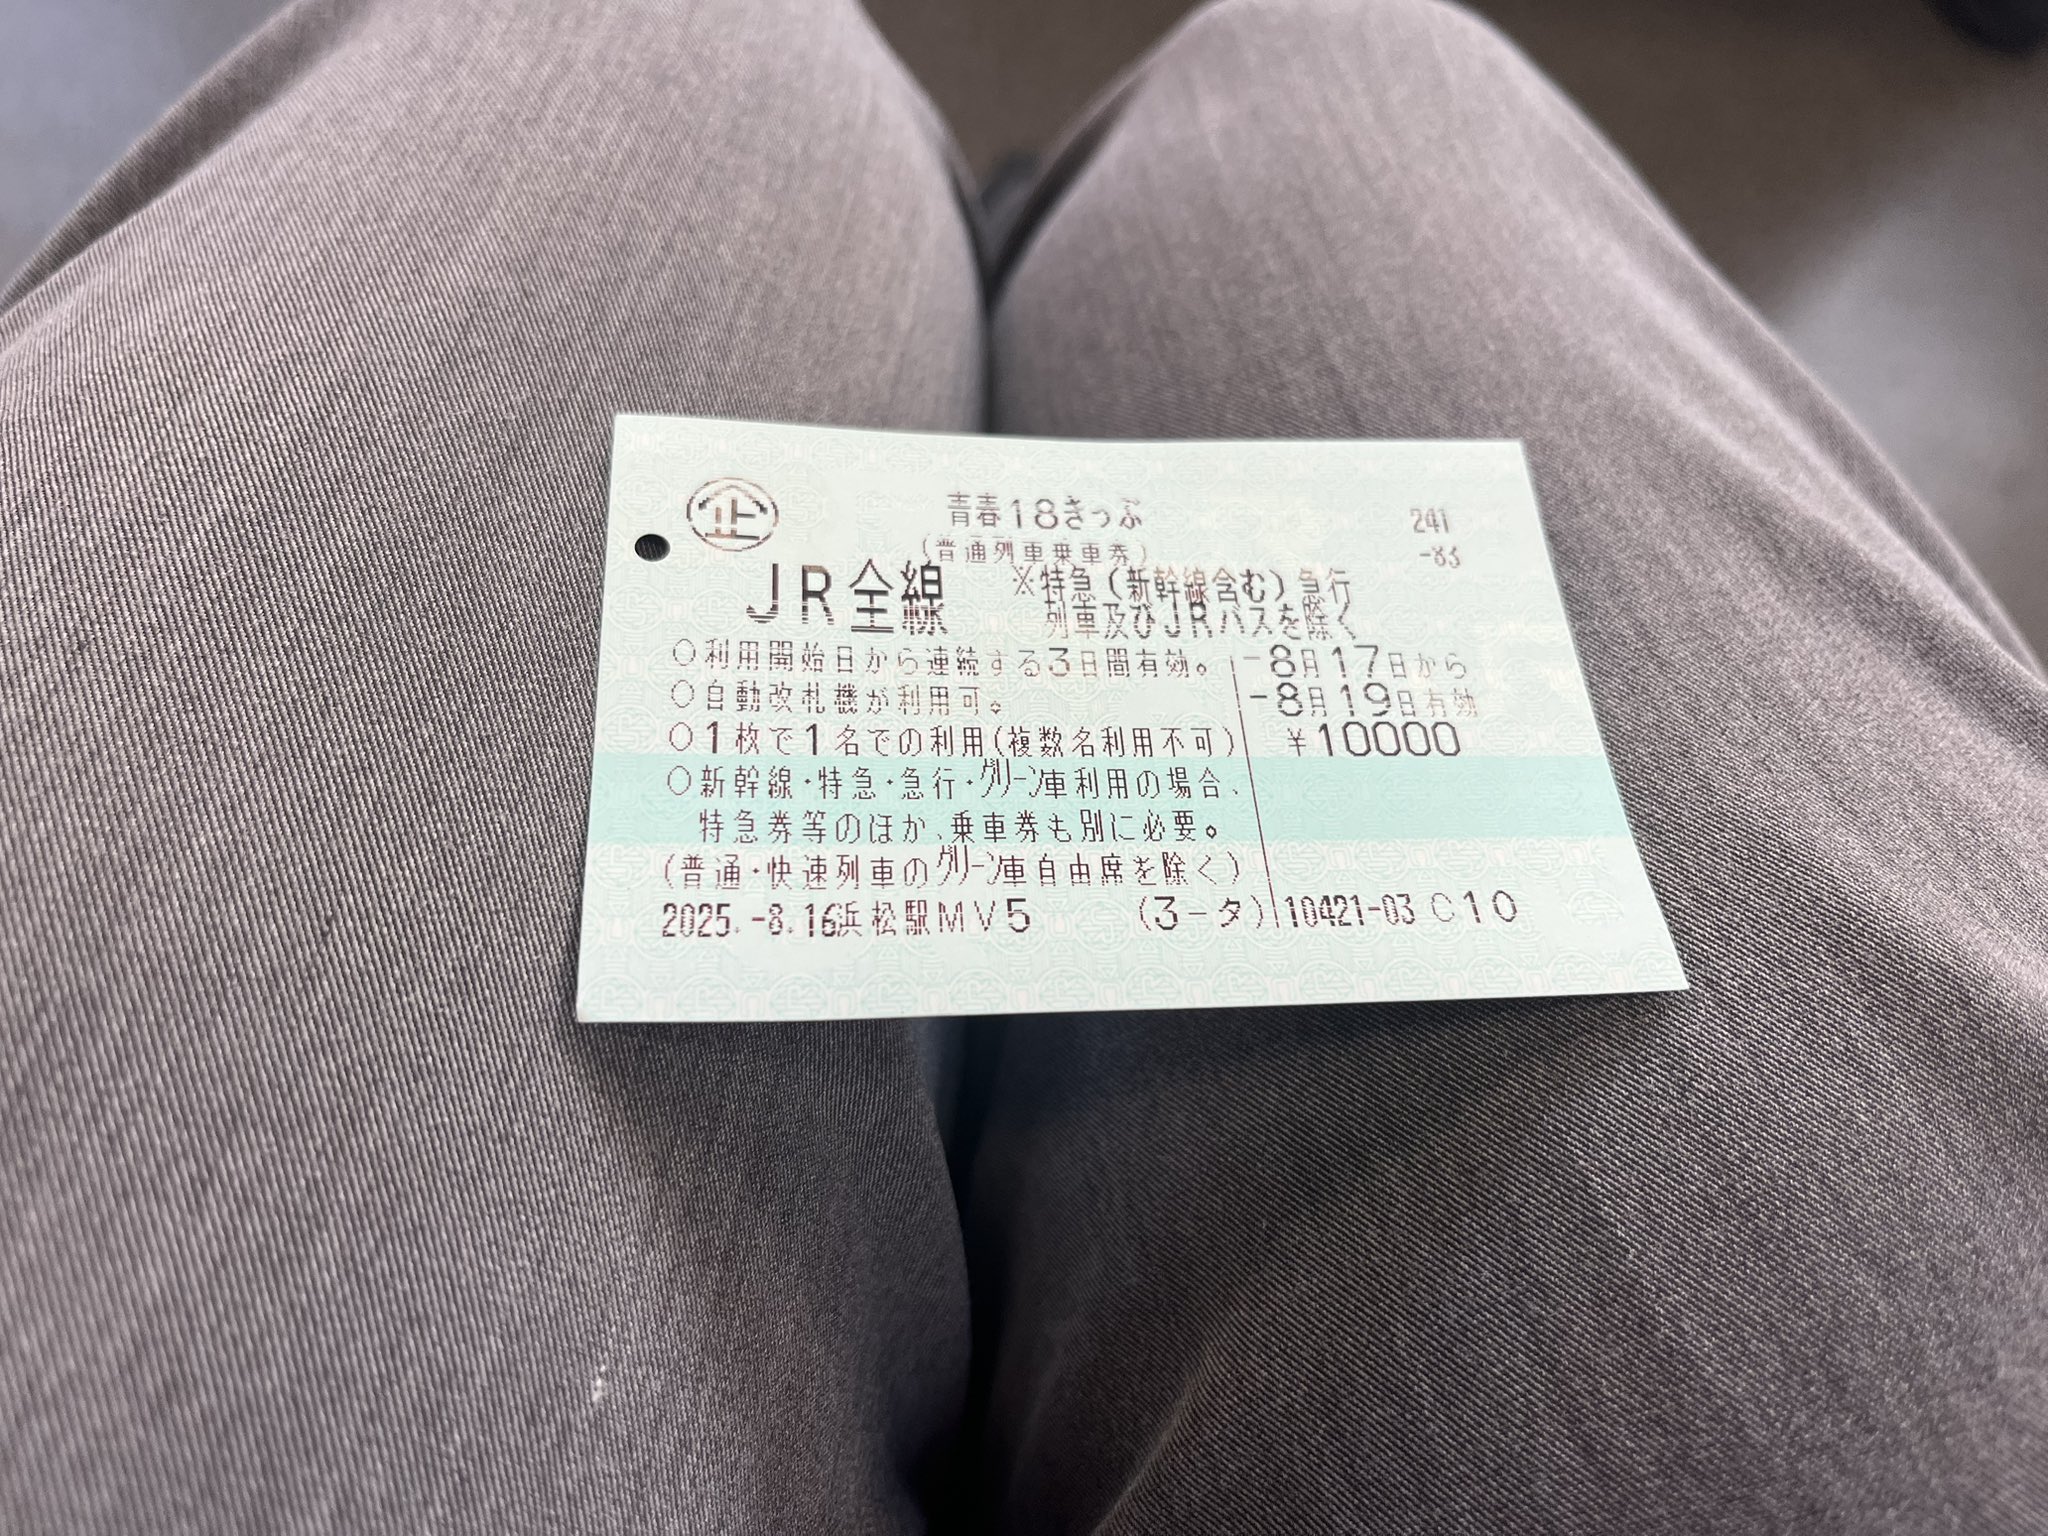 企
青春18きっぷ
241
-83
(普通列車乗車券)
JR全線
※特急(新幹線含む)急行
列車及びJRバスを除く
○利用開始日から連続する3日間有効。
-8月17日から
○自動改札機が利用可。
-8月19日有効
○1枚で1名での利用(複数名利用不可)
¥10000
○新幹線・特急・急行・グリーン車利用の場合、
特急券等のほか、乗車券も別に必要。
(普通・快速列車のグリーン車自由席を除く)
2025.-8.16浜松駅MV5 (3-タ) 10421-03 C10